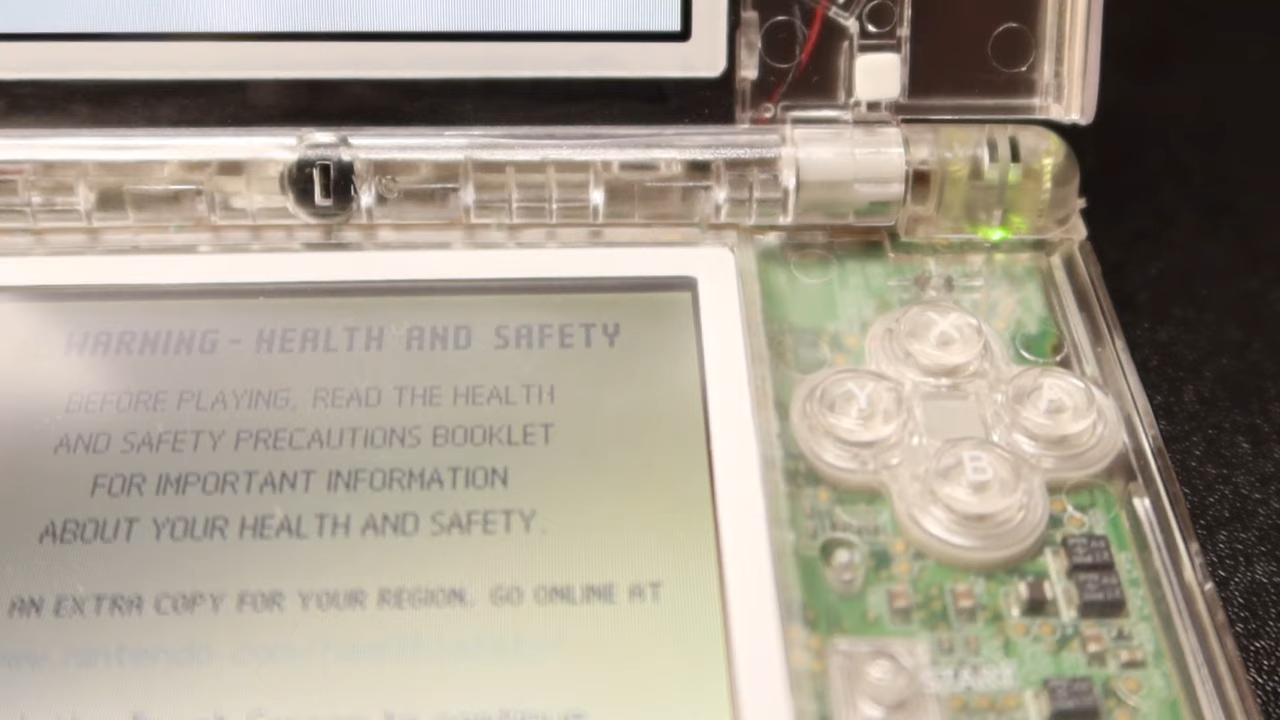 WARNING - HEALTH AND SAFETY
BEFORE PLAYING, READ THE HEALTH
AND SAFETY PRECAUTIONS BOOKLET
FOR IMPORTANT INFORMATION
ABOUT YOUR HEALTH AND SAFETY.
AN EXTRA COPY FOR YOUR REGION, GO ONLINE AT
X
Y
A
B
START